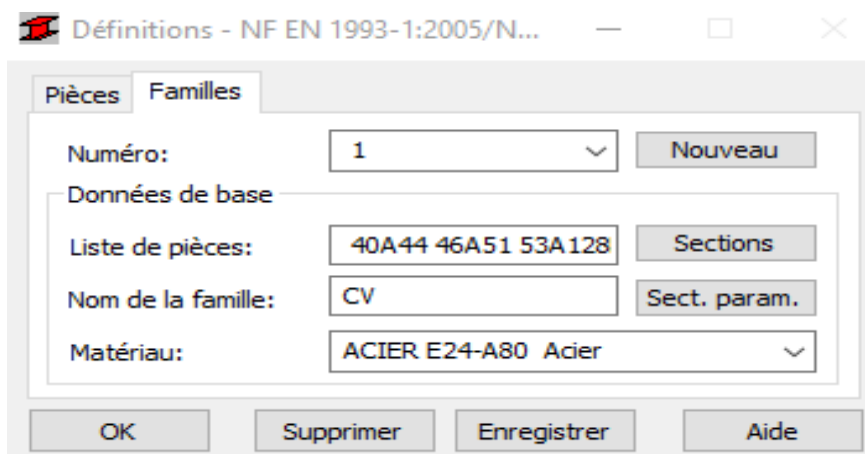 Définitions - NF EN 1993-1:2005/N...
Pièces Familles
Numéro: 1 Nouveau
Données de base
Liste de pièces: 40A44 46A51 53A128 Sections
Nom de la famille: CV Sect. param.
Matériau: ACIER E24-A80 Acier
OK Supprimer Enregistrer Aide